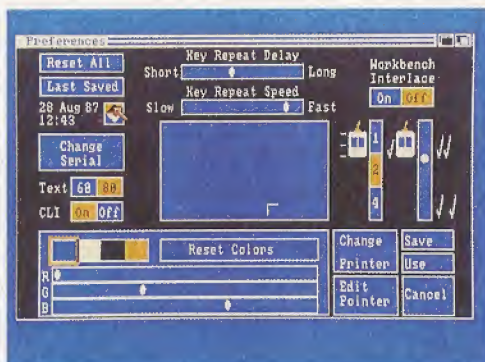 Preferences
Reset All
Last Saved
28 Aug 87
12:43
Change
Serial
Text 60 80
CLI On Off
Key Repeat Delay
Short Long
Key Repeat Speed
Slow Fast
Workbench
Interlace
On Off
1
2
4
Reset Colors
R
G
B
Change
Printer
Edit
Pointer
Save
Use
Cancel